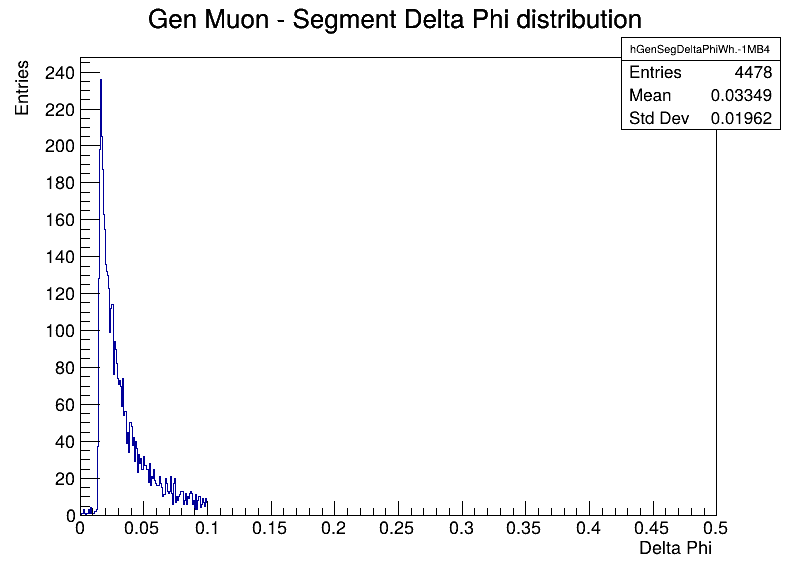 Gen Muon - Segment Delta Phi distribution
hGenSegDeltaPhiWh.-1MB4
Entries 4478
Mean 0.03349
Std Dev 0.01962
Entries
240
220
200
180
160
140
120
100
80
60
40
20
0
0 0.05 0.1 0.15 0.2 0.25 0.3 0.35 0.4 0.45 0.5
Delta Phi